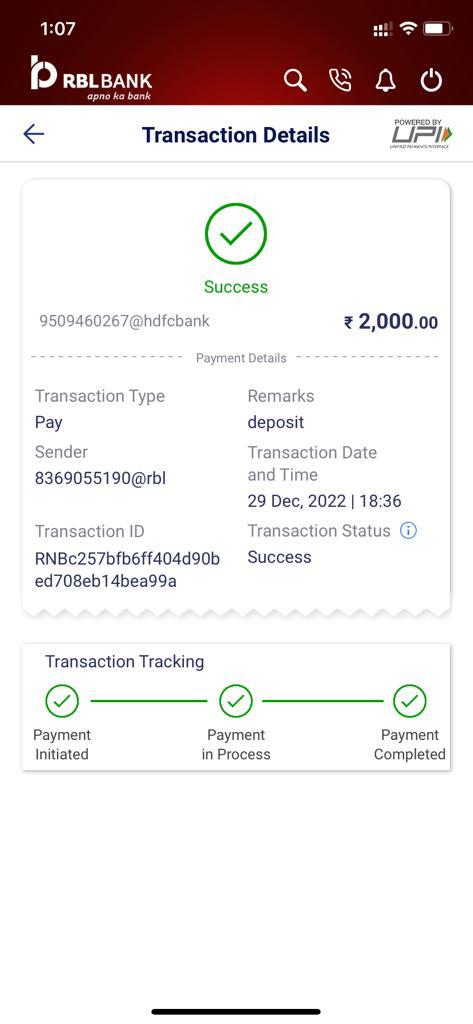 1:07
RBLBANK
apno ka bank
Transaction Details
POWERED BY
UPI
UNIFIED PAYMENTS INTERFACE
Success
9509460267@hdfcbank ₹ 2,000.00
Payment Details
Transaction Type
Pay
Remarks
deposit
Sender
8369055190@rbl
Transaction Date
and Time
29 Dec, 2022 | 18:36
Transaction ID
RNBc257bfb6ff404d90b
ed708eb14bea99a
Transaction Status
Success
Transaction Tracking
Payment
Initiated
Payment
in Process
Payment
Completed